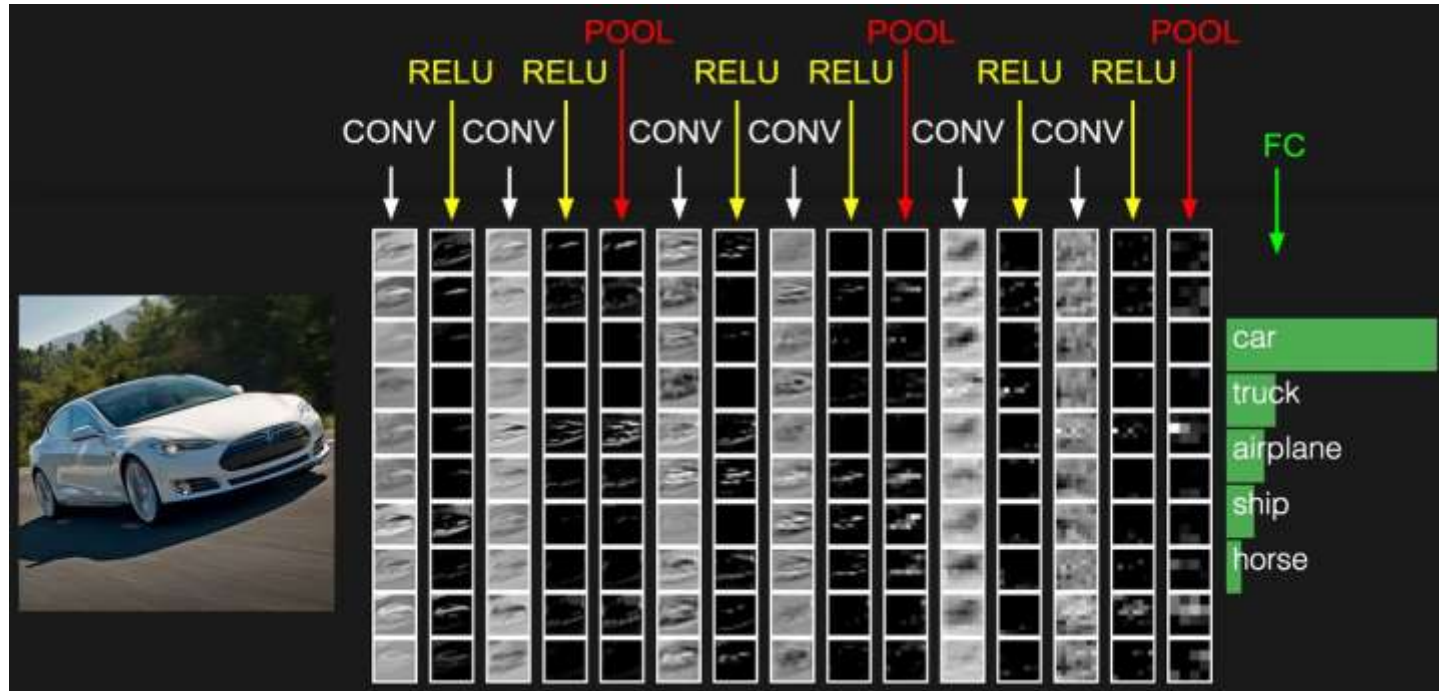 POOL POOL POOL
RELU RELU RELU RELU RELU RELU
CONV CONV CONV CONV CONV CONV
FC
car
truck
airplane
ship
horse